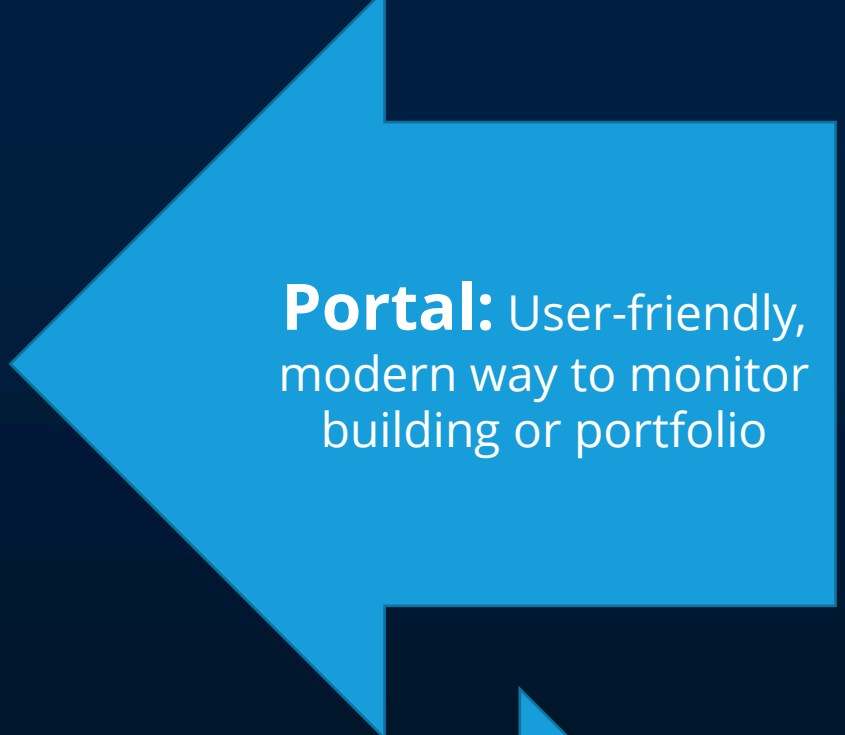 Portal: User-friendly,
modern way to monitor
building or portfolio